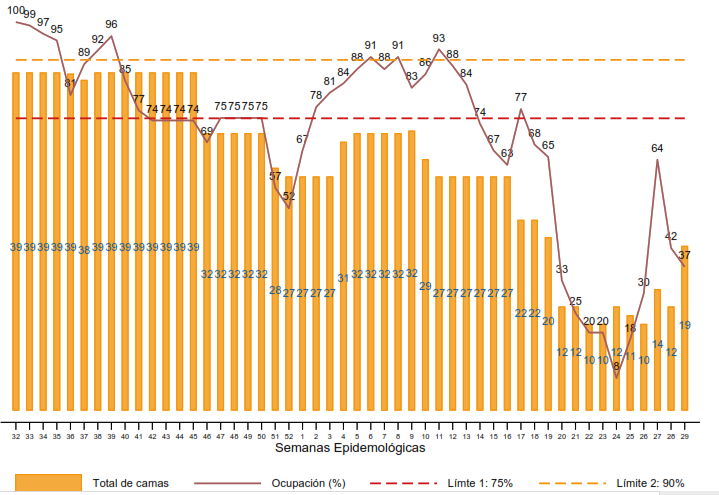 100 99 97 95 81 89 92 96 85 77 74 74 74 74 69 75 75 75 75 57 52 67 78 81 84 88 91 88 91 83 86 93 88 84 74 67 63 77 68 65 33 25 20 20 8 18 30 64 42 37
39 39 39 39 39 38 39 39 39 39 39 39 39 39 32 32 32 32 32 28 27 27 27 27 31 32 32 32 32 32 29 27 27 27 27 27 27 22 22 20 12 12 10 10 12 11 10 14 12 19
32 33 34 35 36 37 38 39 40 41 42 43 44 45 46 47 48 49 50 51 52 1 2 3 4 5 6 7 8 9 10 11 12 13 14 15 16 17 18 19 20 21 22 23 24 25 26 27 28 29
Semanas Epidemológicas
Total de camas Ocupación (%) Límte 1: 75% Límite 2: 90%